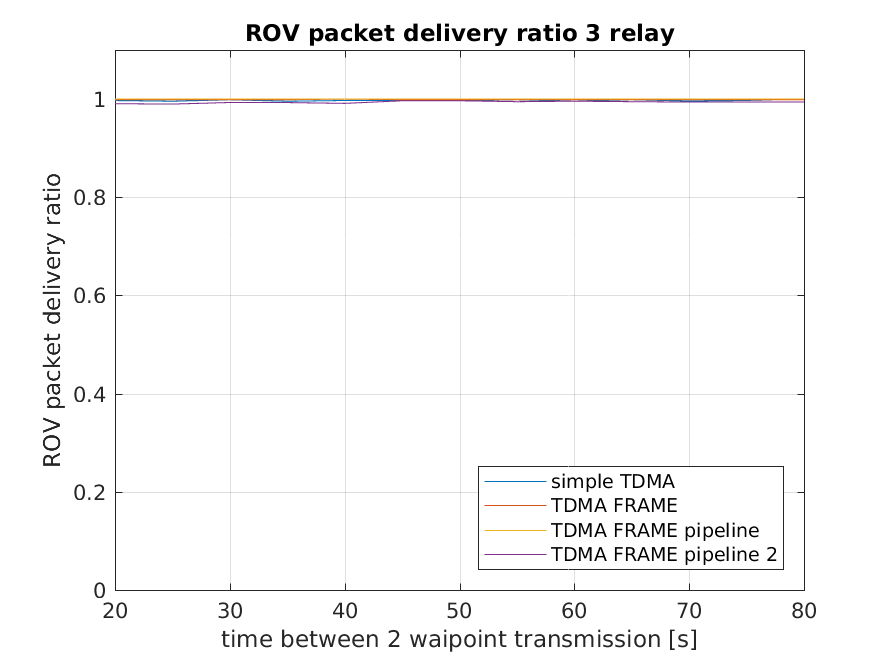 ROV packet delivery ratio 3 relay
ROV packet delivery ratio
1
0.8
0.6
0.4
0.2
0
simple TDMA
TDMA FRAME
TDMA FRAME pipeline
TDMA FRAME pipeline 2
20 30 40 50 60 70 80
time between 2 waipoint transmission [s]